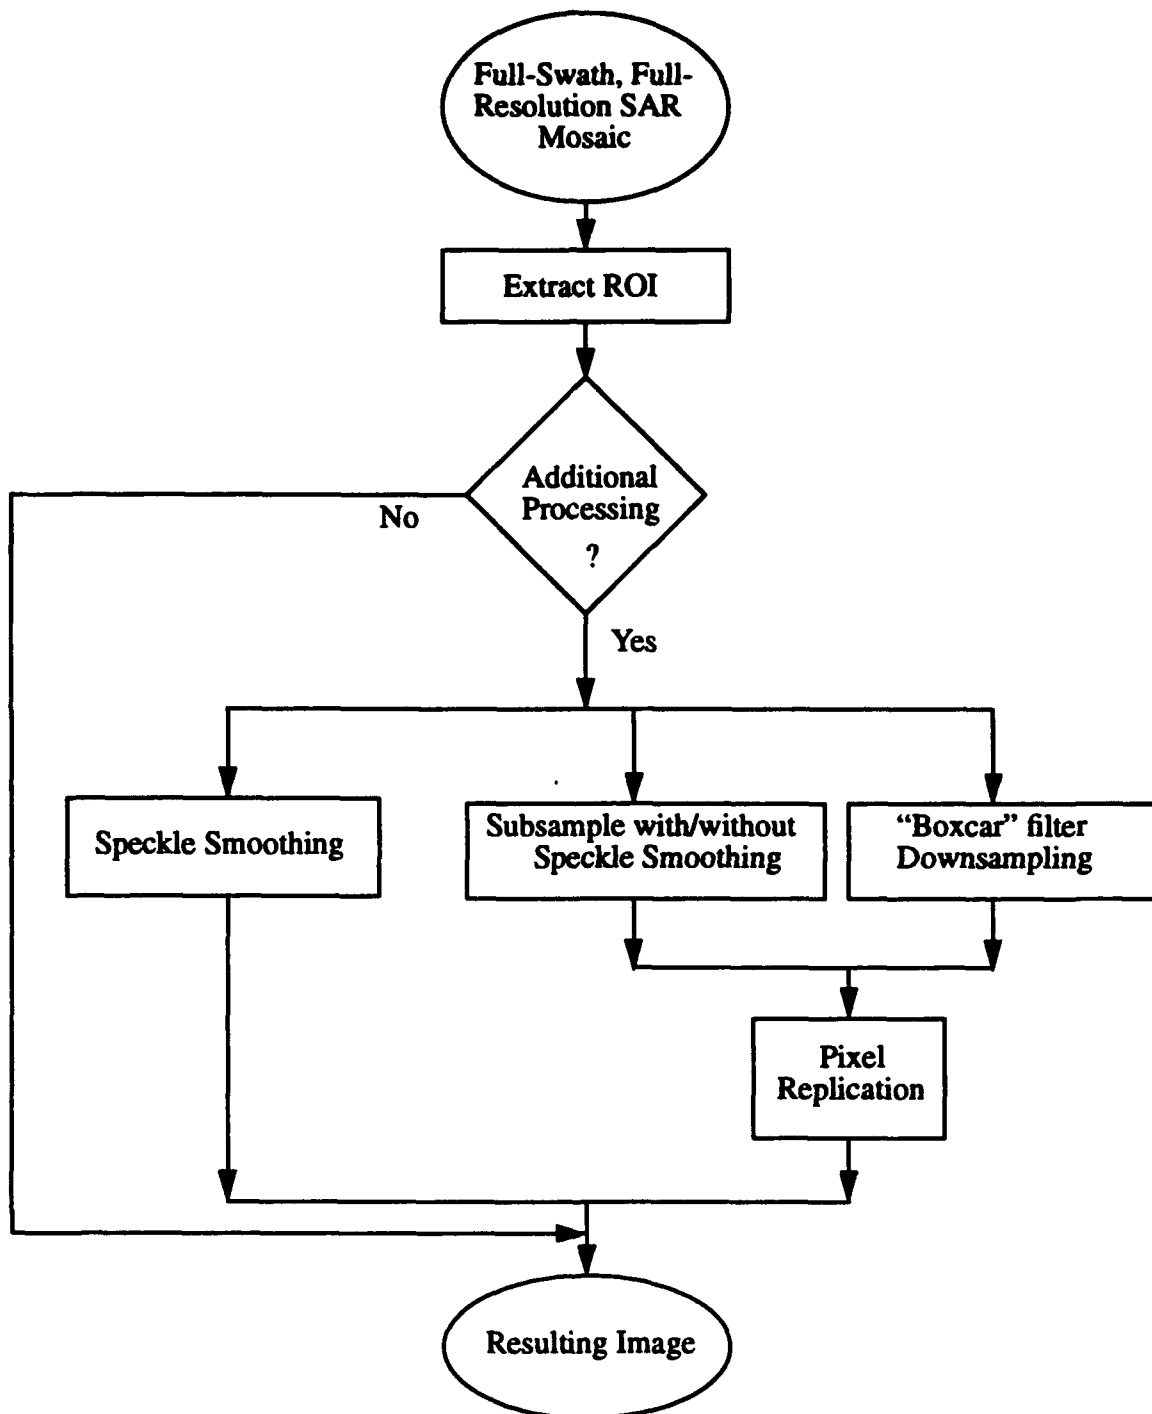 Full-Swath, Full-
Resolution SAR
Mosaic
Extract ROI
Additional
Processing
?
No
Yes
Speckle Smoothing
Subsample with/without
Speckle Smoothing
“Boxcar” filter
Downsampling
Pixel
Replication
Resulting Image